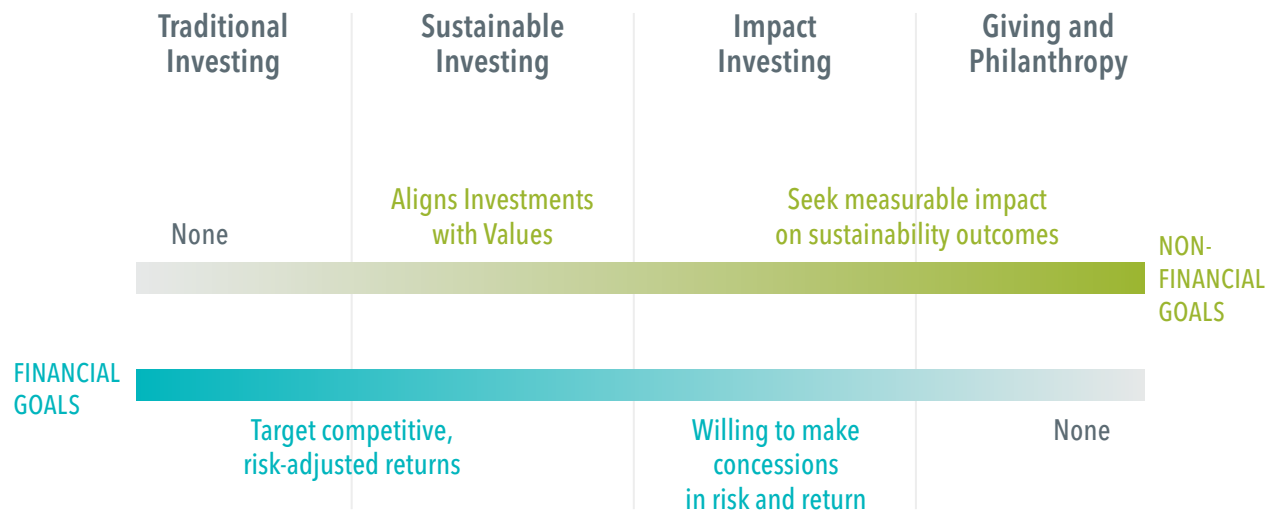 Traditional
Investing
Sustainable
Investing
Impact
Investing
Giving and
Philanthropy
None
Aligns Investments
with Values
Seek measurable impact
on sustainability outcomes
NON-
FINANCIAL
GOALS
FINANCIAL
GOALS
Target competitive,
risk-adjusted returns
Willing to make
concessions
in risk and return
None